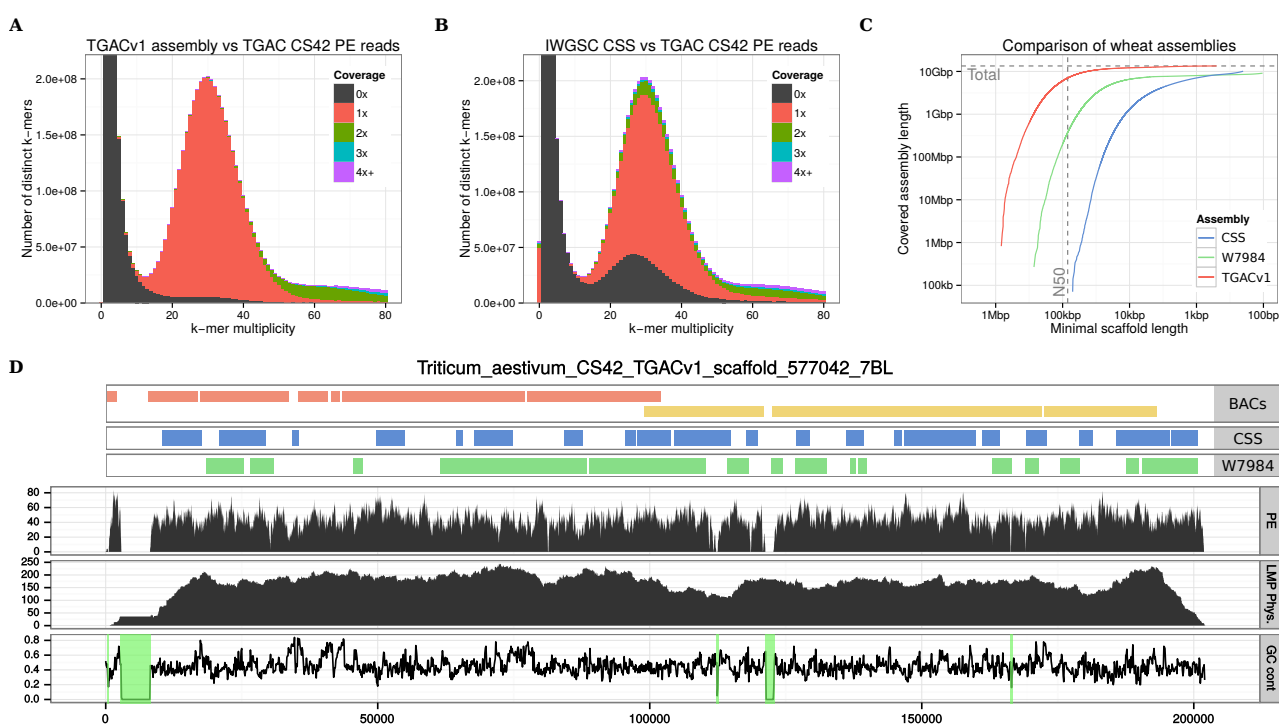 A
TGACv1 assembly vs TGAC CS42 PE reads
Number of distinct k-mers
2.0e+08
1.5e+08
1.0e+08
5.0e+07
0.0e+00
0
20
40
60
80
k-mer multiplicity
Coverage
0x
1x
2x
3x
4x+
B
IWGSC CSS vs TGAC CS42 PE reads
Number of distinct k-mers
2.0e+08
1.5e+08
1.0e+08
5.0e+07
0.0e+00
0
20
40
60
80
k-mer multiplicity
Coverage
0x
1x
2x
3x
4x+
C
Comparison of wheat assemblies
Covered assembly length
10Gbp
1Gbp
100Mbp
10Mbp
1Mbp
100kb
Total
N50
1Mbp
100kbp
10kbp
1kbp
100bp
Minimal scaffold length
Assembly
CSS
W7984
TGACv1
D
Triticum_aestivum_CS42_TGACv1_scaffold_577042_7BL
BACs
CSS
W7984
80
60
40
20
0
PE
250
200
150
100
50
0
LMP Phys.
0.8
0.6
0.4
0.2
0.0
GC cont
0
50000
100000
150000
200000